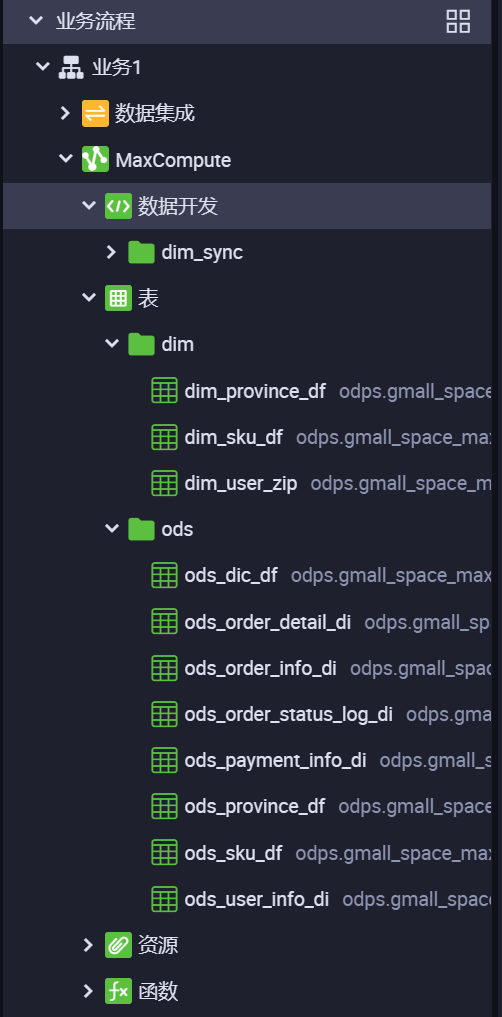 业务流程
业务1
数据集成
MaxCompute
数据开发
dim_sync
表
dim
dim_province_df odps.gmall_space
dim_sku_df odps.gmall_space_max
dim_user_zip odps.gmall_space_m
ods
ods_dic_df odps.gmall_space_max
ods_order_detail_di odps.gmall_sp
ods_order_info_di odps.gmall_spac
ods_order_status_log_di odps.gma
ods_payment_info_di odps.gmall_s
ods_province_df odps.gmall_space
ods_sku_df odps.gmall_space_max
ods_user_info_di odps.gmall_space
资源
函数